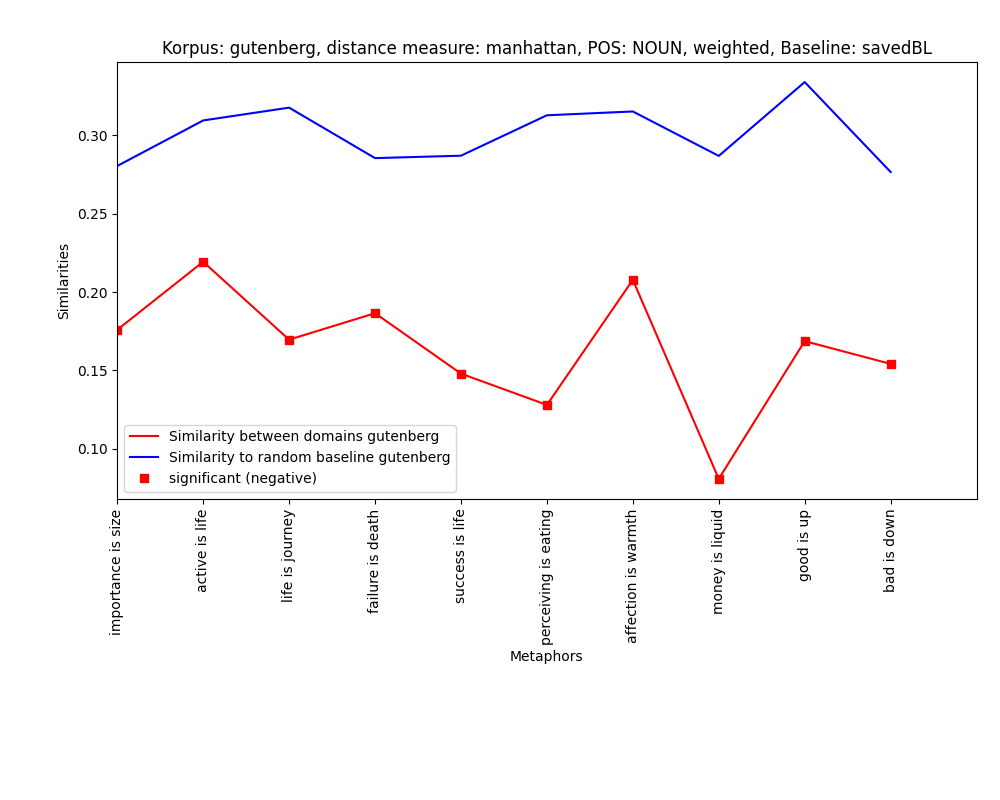 Korpus: gutenberg, distance measure: manhattan, POS: NOUN, weighted, Baseline: savedBL
Similarities
0.30
0.25
0.20
0.15
0.10
Similarity between domains gutenberg
Similarity to random baseline gutenberg
significant (negative)
importance is size
active is life
life is journey
failure is death
success is life
perceiving is eating
affection is warmth
money is liquid
good is up
bad is down
Metaphors